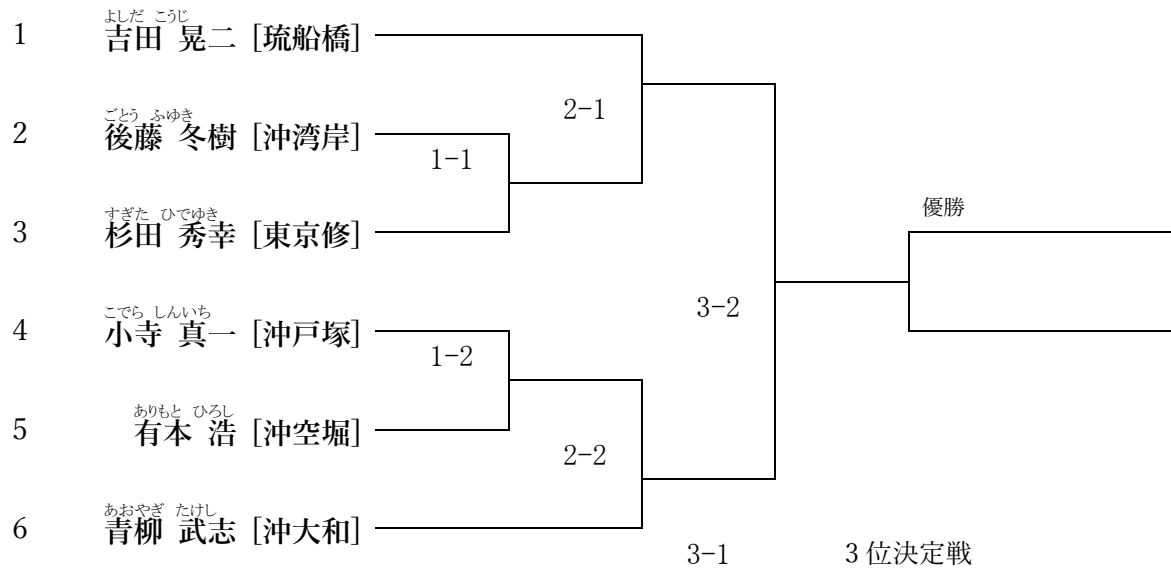 よしだ こうじ
1 吉田 晃二 [琉船橋]
2-1
ごとう ふゆき
2 後藤 冬樹 [沖湾岸]
1-1
すぎた ひでゆき
3 杉田 秀幸 [東京修]
優勝
3-2
こでら しんいち
4 小寺 真一 [沖戸塚]
1-2
ありもと ひろし
5 有本 浩 [沖空堀]
2-2
あおやぎ たけし
6 青柳 武志 [沖大和]
3-1 3位決定戦